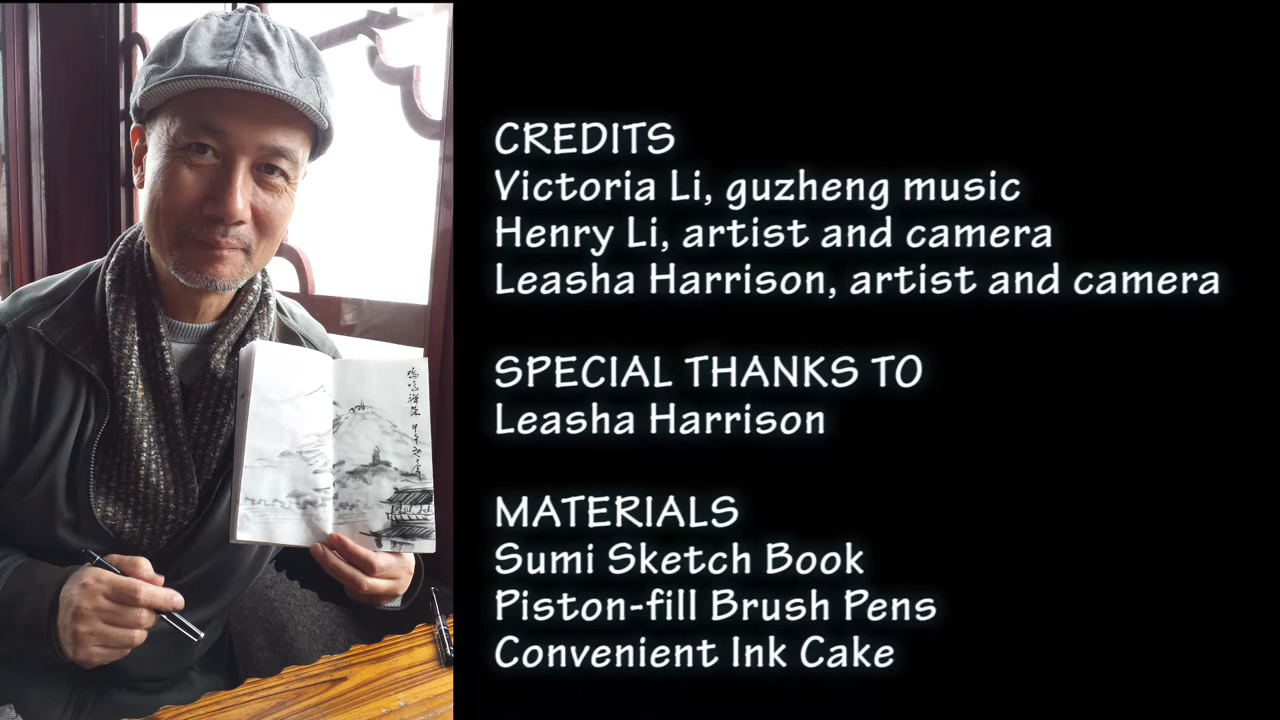 CREDITS
Victoria Li, guzheng music
Henry Li, artist and camera
Leasha Harrison, artist and camera
SPECIAL THANKS TO
Leasha Harrison
MATERIALS
Sumi Sketch Book
Piston-fill Brush Pens
Convenient Ink Cake